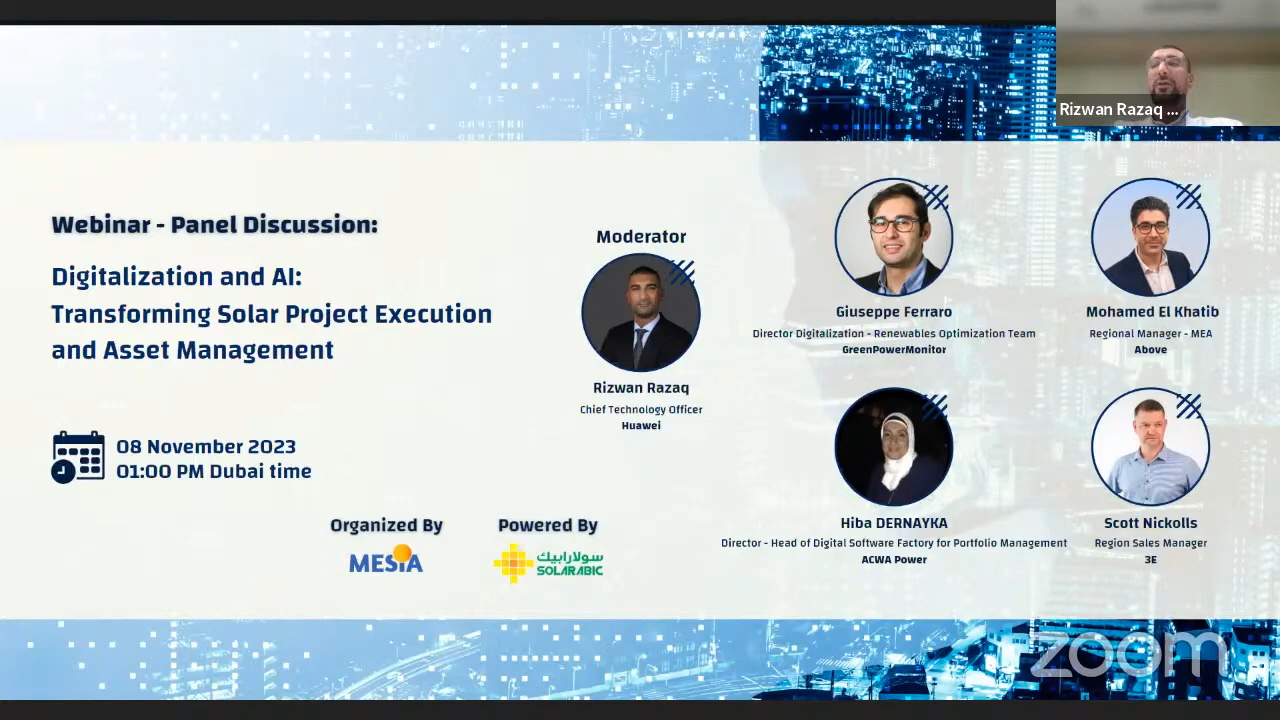 Rizwan Razaq ...
Webinar - Panel Discussion:
Digitalization and AI:
Transforming Solar Project Execution
and Asset Management
08 November 2023
01:00 PM Dubai time
Organized By
MESIA
Powered By
سولارابيك
SOLARABIC
Moderator
Rizwan Razaq
Chief Technology Officer
Huawei
Giuseppe Ferraro
Director Digitalization - Renewables Optimization Team
GreenPowerMonitor
Mohamed El Khatib
Regional Manager - MEA
Above
Hiba DERNAYKA
Director - Head of Digital Software Factory for Portfolio Management
ACWA Power
Scott Nickolls
Region Sales Manager
3E
zoom